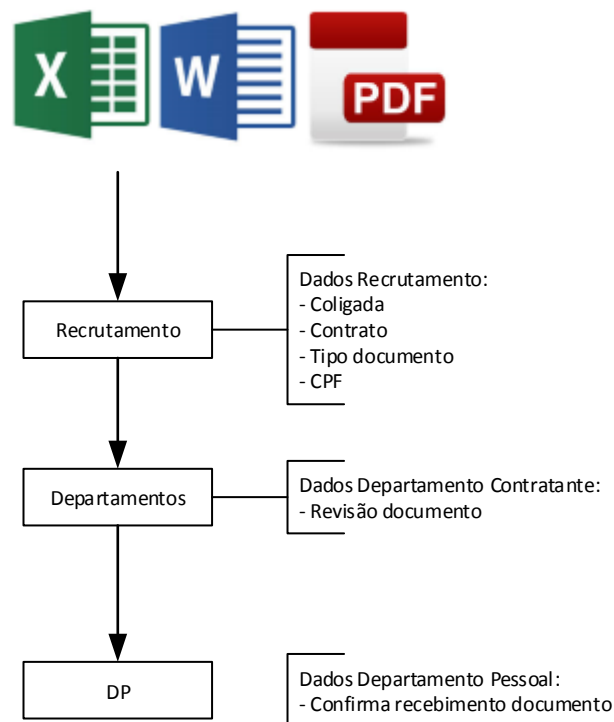 X
W
PDF
Recrutamento
Dados Recrutamento:
- Coligada
- Contrato
- Tipo documento
- CPF
Departamentos
Dados Departamento Contratante:
- Revisão documento
DP
Dados Departamento Pessoal:
- Confirma recebimento documento